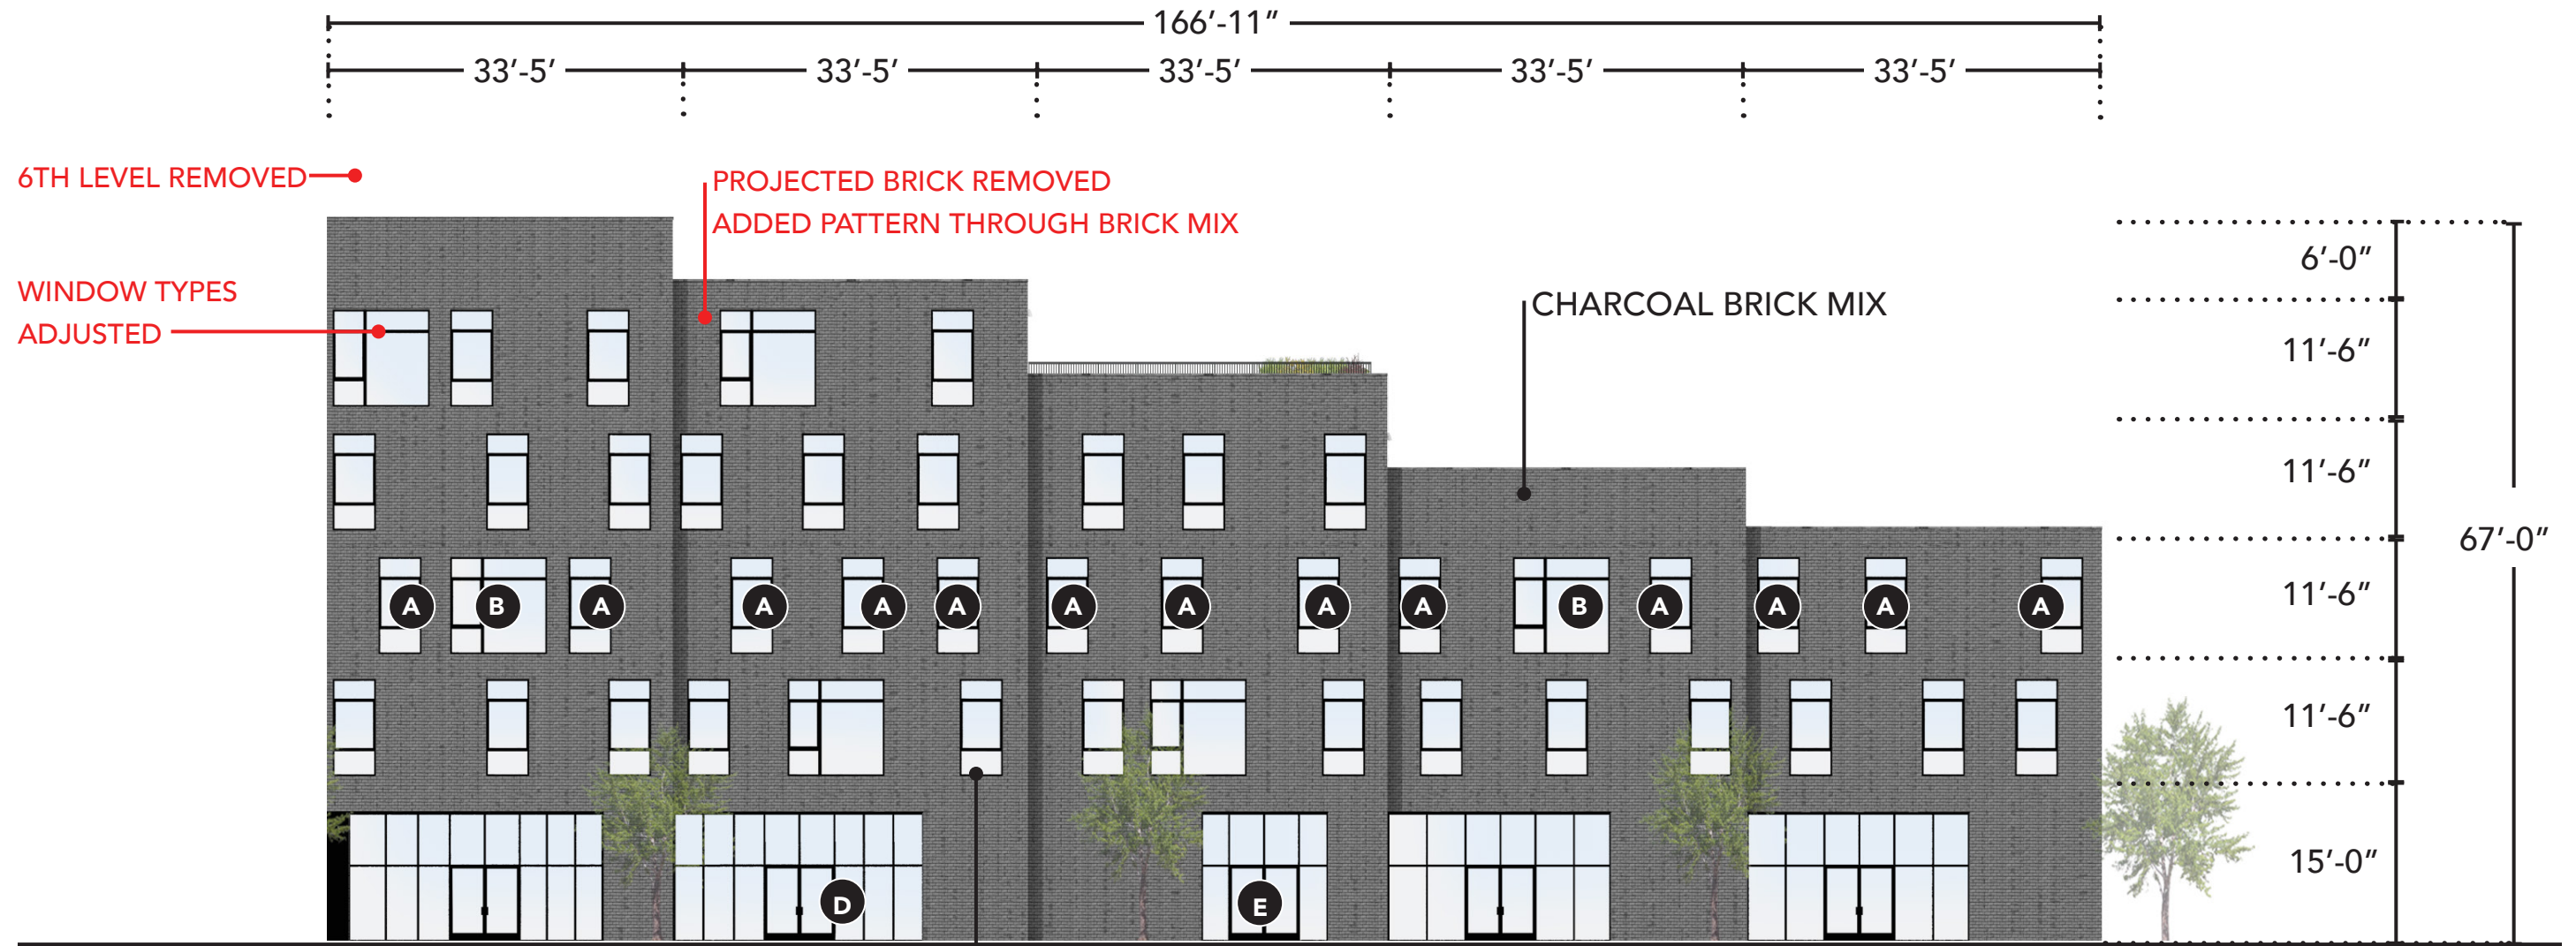 166’-11”
33’-5’ 33’-5’ 33’-5’ 33’-5’ 33’-5’
6TH LEVEL REMOVED
PROJECTED BRICK REMOVED
ADDED PATTERN THROUGH BRICK MIX
WINDOW TYPES
ADJUSTED
CHARCOAL BRICK MIX
6’-0”
11’-6”
11’-6”
67’-0”
11’-6”
A B A A A A A A A A B A A A A
11’-6”
15’-0”
D E